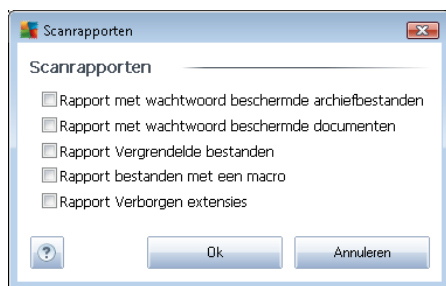 Scanrapporten
Scanrapporten
Rapport met wachtwoord beschermde archiefbestanden
Rapport met wachtwoord beschermde documenten
Rapport Vergrendelde bestanden
Rapport bestanden met een macro
Rapport Verborgen extensies
?
Ok
Annuleren